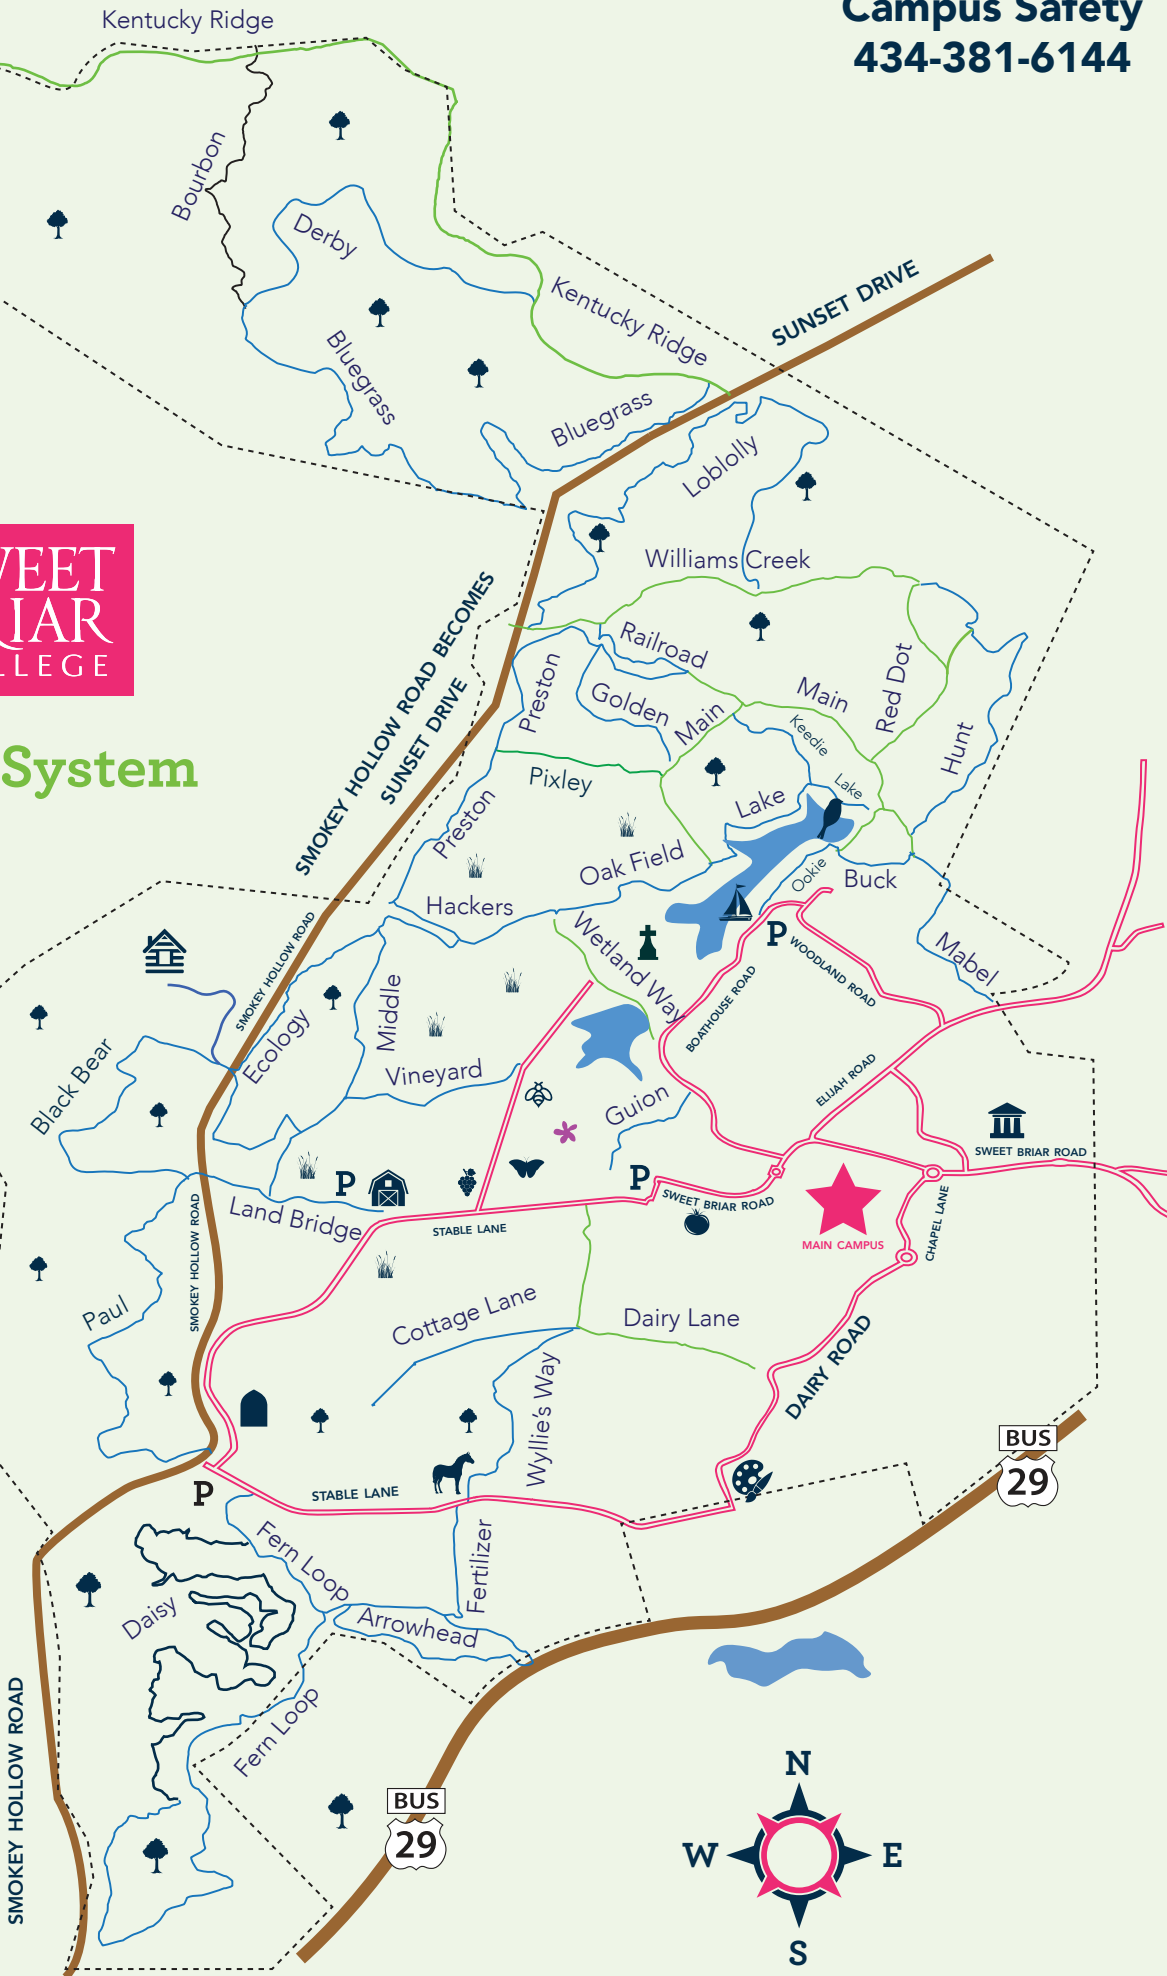 Kentucky Ridge
Campus Safety
434-381-6144
Bourbon
Derby
Kentucky Ridge
SUNSET DRIVE
Bluegrass
Bluegrass
Loblolly
Williams Creek
WEET
RIAR
LLEGE
System
SMOKEY HOLLOW ROAD BECOMES
SUNSET DRIVE
Railroad
Preston
Golden
Main
Main
Red Dot
Keedie
Hunt
Pixley
Lake
Lake
Preston
Oak Field
Ookie
Buck
Hackers
Wetland Way
P
WOODLAND ROAD
Mabel
SMOKEY HOLLOW ROAD
Middle
Ecology
BOATHOUSE ROAD
Black Bear
Vineyard
Guion
ELIJAH ROAD
SWEET BRIAR ROAD
P
P
Land Bridge
STABLE LANE
SWEET BRIAR ROAD
CHAPEL LANE
MAIN CAMPUS
SMOKEY HOLLOW ROAD
Paul
Cottage Lane
Dairy Lane
DAIRY ROAD
Wyllie's Way
BUS
29
P
STABLE LANE
Fern Loop
Fertilizer
Daisy
Arrowhead
Fern Loop
SMOKEY HOLLOW ROAD
BUS
29
N
W
E
S